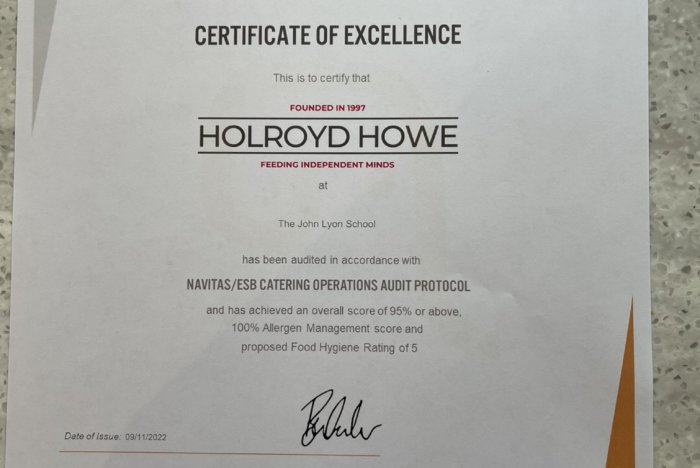 CERTIFICATE OF EXCELLENCE
This is to certify that
FOUNDED IN 1997
HOLROYD HOWE
FEEDING INDEPENDENT MINDS
at
The John Lyon School
has been audited in accordance with
NAVITAS/ESB CATERING OPERATIONS AUDIT PROTOCOL
and has achieved an overall score of 95% or above,
100% Allergen Management score and
proposed Food Hygiene Rating of 5
Date of Issue: 09/11/2022